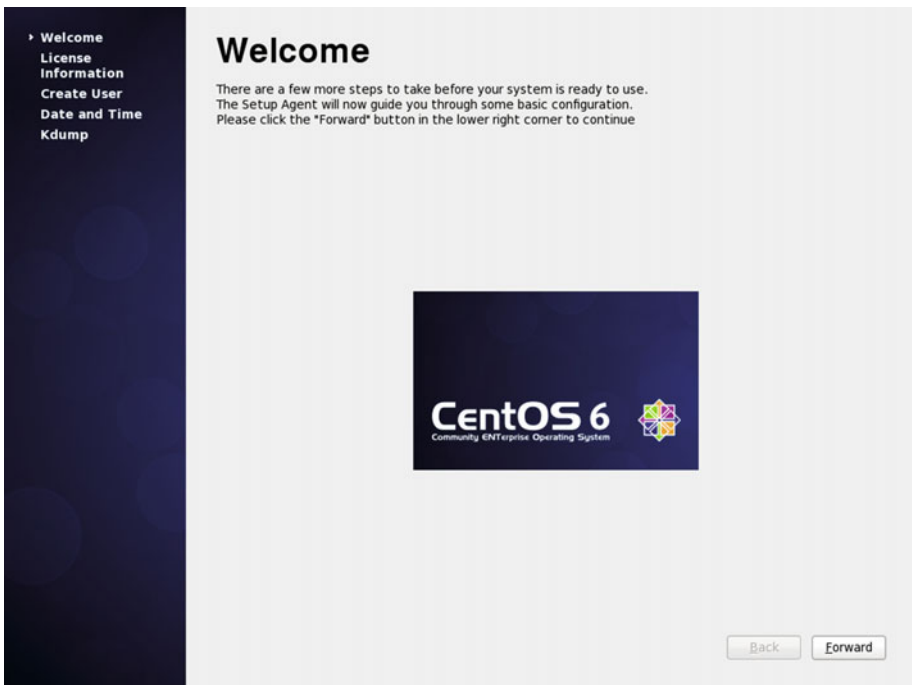 Welcome
License
Information
Create User
Date and Time
Kdump
Welcome
There are a few more steps to take before your system is ready to use.
The Setup Agent will now guide you through some basic configuration.
Please click the "Forward" button in the lower right corner to continue
CentOS 6
Community ENTerprise Operating System
Back
Forward